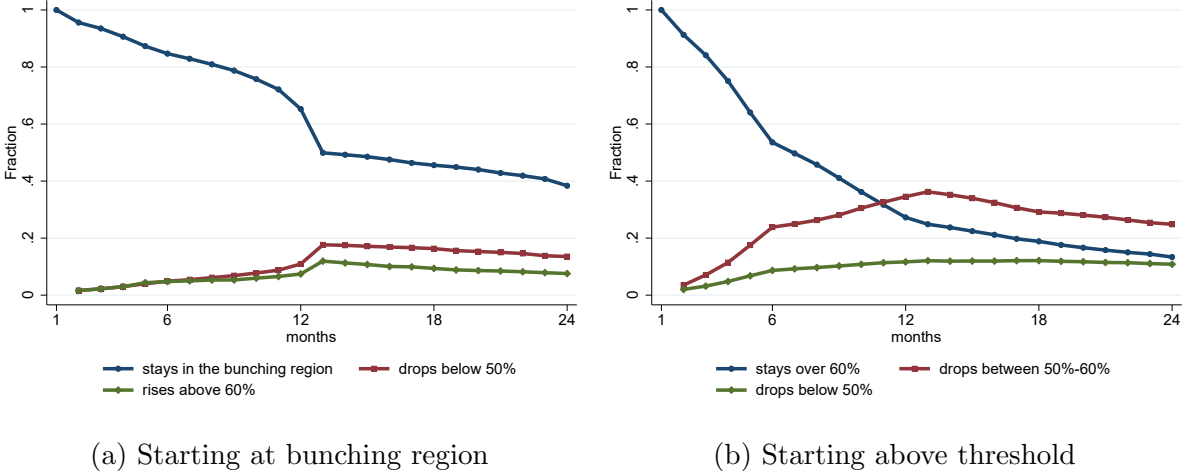 Fraction
0 .2 .4 .6 .8 1
1 6 12 18 24
months
stays in the bunching region drops below 50%
rises above 60%
(a) Starting at bunching region
Fraction
0 .2 .4 .6 .8 1
1 6 12 18 24
months
stays over 60% drops between 50%-60%
drops below 50%
(b) Starting above threshold